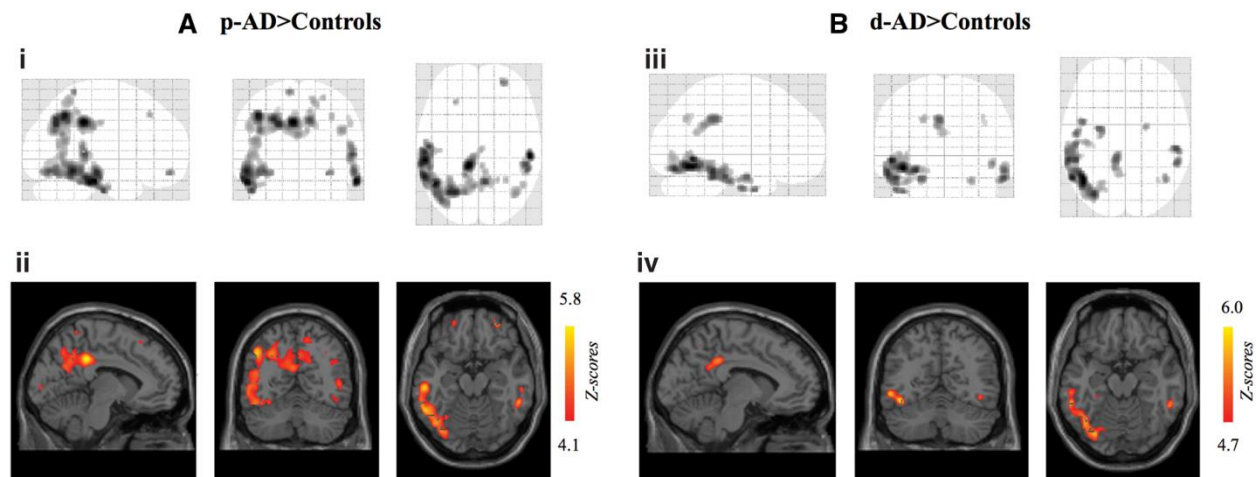 A p-AD>Controls
B d-AD>Controls
i
iii
ii
5.8
Z-scores
4.1
iv
6.0
Z-scores
4.7